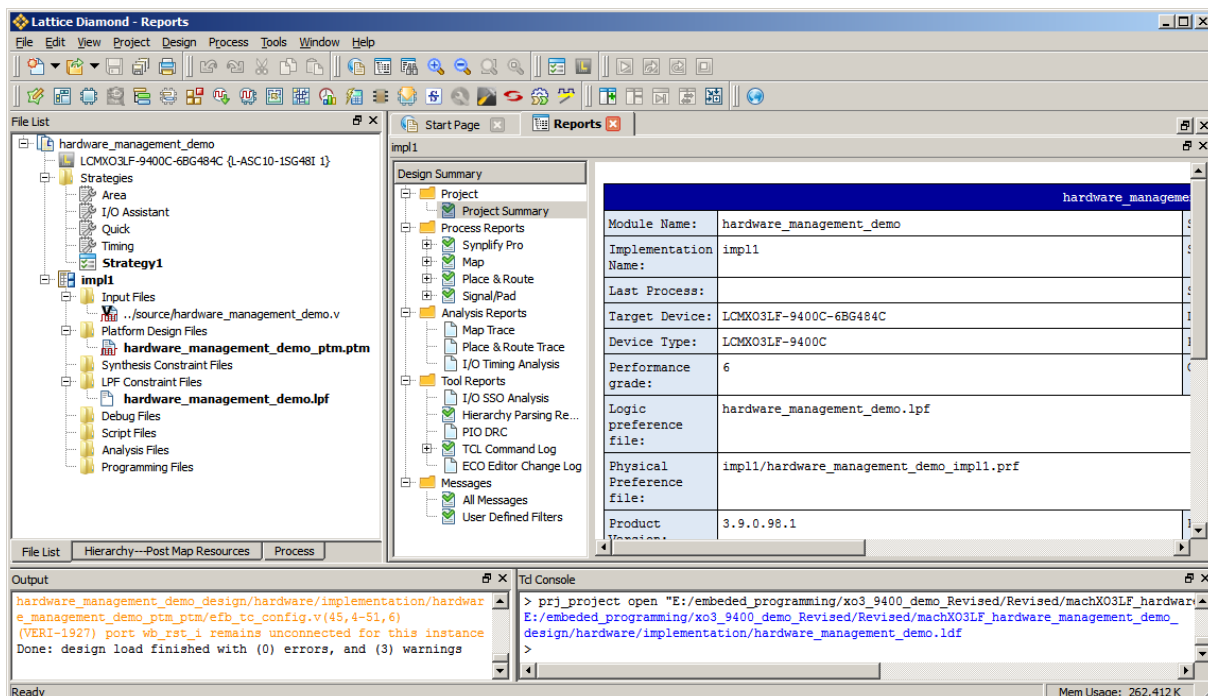 Lattice Diamond - Reports
File Edit View Project Design Process Tools Window Help
File List
Start Page
Reports
hardware_management_demo
LCMXO3LF-9400C-6BG484C {L-ASC10-1SG48I 1}
Strategies
Area
I/O Assistant
Quick
Timing
Strategy1
impl1
Input Files
../source/hardware_management_demo.v
Platform Design Files
hardware_management_demo_ptm.ptm
Synthesis Constraint Files
LPF Constraint Files
hardware_management_demo.lpf
Debug Files
Script Files
Analysis Files
Programming Files
File List Hierarchy---Post Map Resources Process
impl1
Design Summary
Project
Project Summary
Process Reports
Synplify Pro
Map
Place & Route
Signal/Pad
Analysis Reports
Map Trace
Place & Route Trace
I/O Timing Analysis
Tool Reports
I/O SSO Analysis
Hierarchy Parsing Re...
PIO DRC
TCL Command Log
ECO Editor Change Log
Messages
All Messages
User Defined Filters
hardware_manageme
Module Name: hardware_management_demo
Implementation Name: impl1
Last Process:
Target Device: LCMXO3LF-9400C-6BG484C
Device Type: LCMXO3LF-9400C
Performance grade: 6
Logic preference file: hardware_management_demo.lpf
Physical Preference file: impl1/hardware_management_demo_impl1.prf
Product Version: 3.9.0.98.1
Output
hardware_management_demo_design/hardware/implementation/hardwar
e_management_demo_ptm_ptm/efb_tc_config.v(45,4-51,6)
(VERI-1927) port wb_rst_i remains unconnected for this instance
Done: design load finished with (0) errors, and (3) warnings
Tcl Console
> prj_project open "E:/embeded_programming/xo3_9400_demo_Revised/Revised/machXO3LF_hardware
E:/embeded_programming/xo3_9400_demo_Revised/Revised/machXO3LF_hardware_management_demo_
design/hardware/implementation/hardware_management_demo.ldf
>
Ready
Mem Usage: 262,412 K